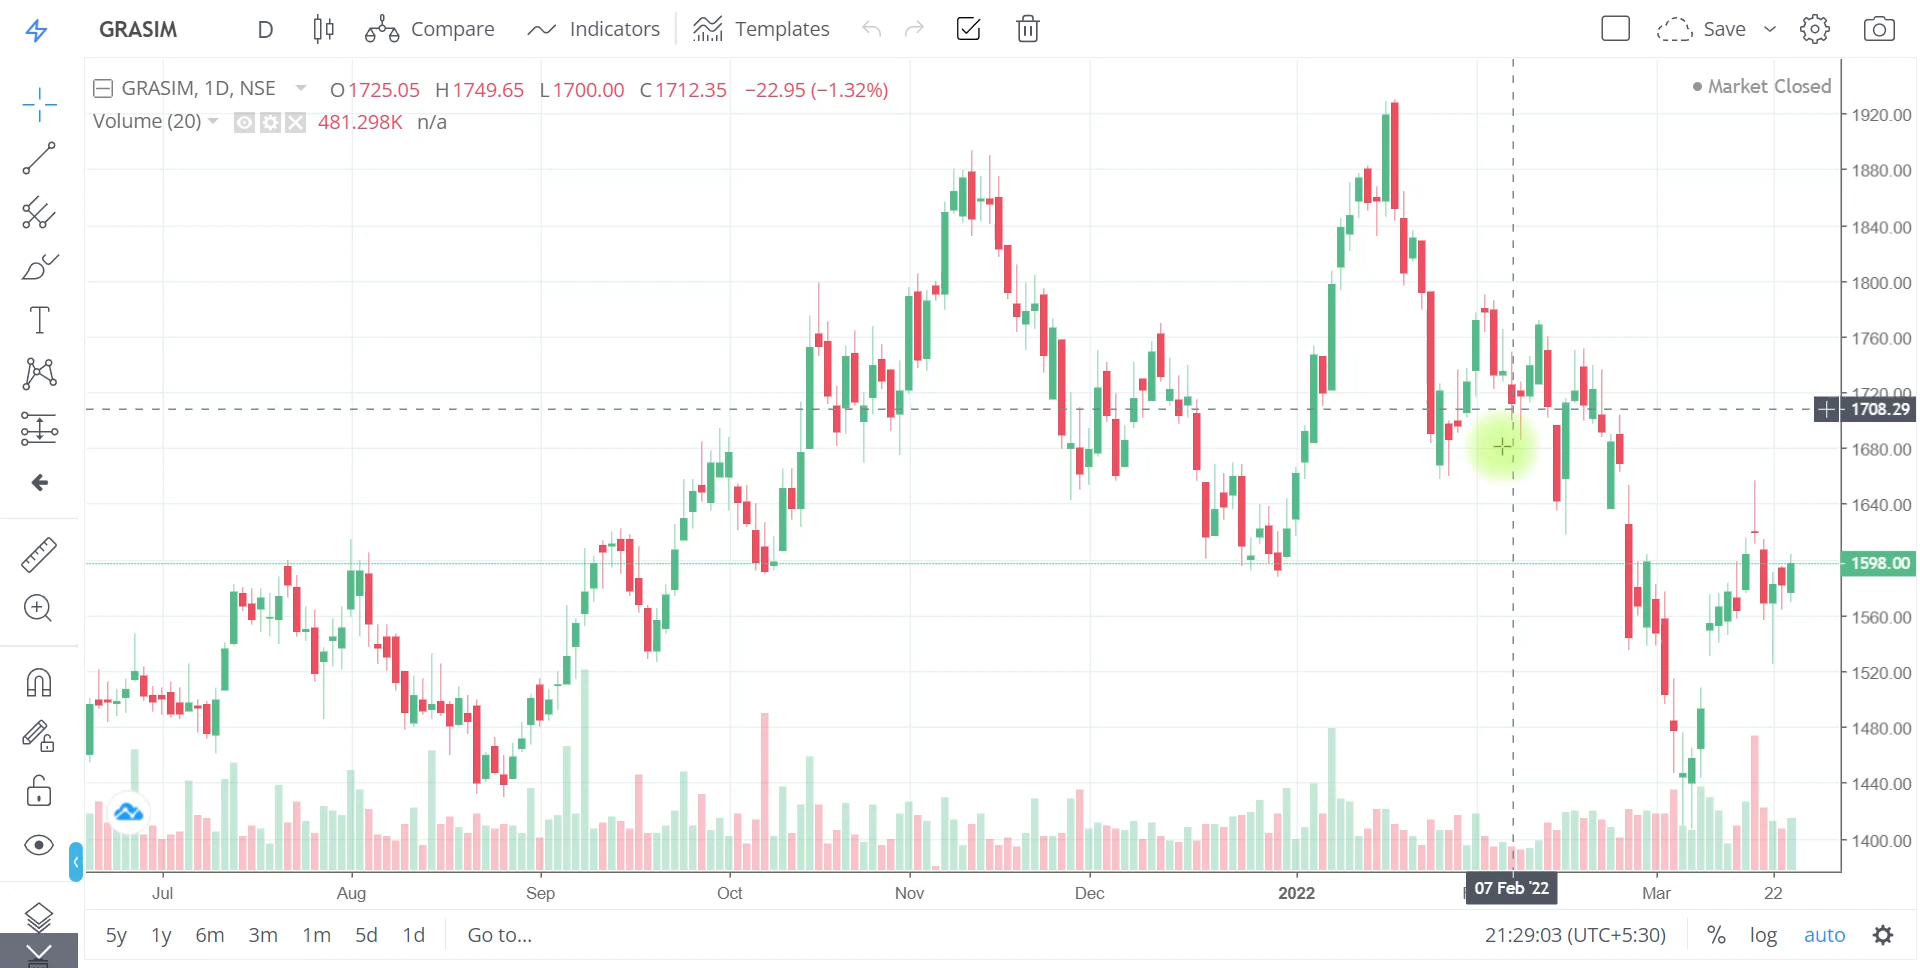 GRASIM D Compare Indicators Templates Save
GRASIM, 1D, NSE O1725.05 H1749.65 L1700.00 C1712.35 −22.95 (−1.32%)
Market Closed
Volume (20) 481.298K n/a
1920.00
1880.00
1840.00
1800.00
1760.00
1720.00
1708.29
1680.00
1640.00
1598.00
1560.00
1520.00
1480.00
1440.00
1400.00
Jul Aug Sep Oct Nov Dec 2022 07 Feb '22 Mar 22
5y 1y 6m 3m 1m 5d 1d Go to... 21:29:03 (UTC+5:30) % log auto